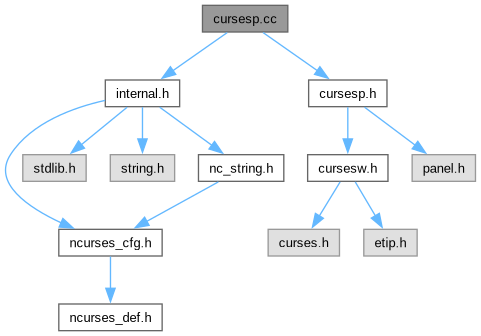 cursesp.cc
internal.h
cursesp.h
stdlib.h
string.h
nc_string.h
cursesw.h
panel.h
ncurses_cfg.h
curses.h
etip.h
ncurses_def.h